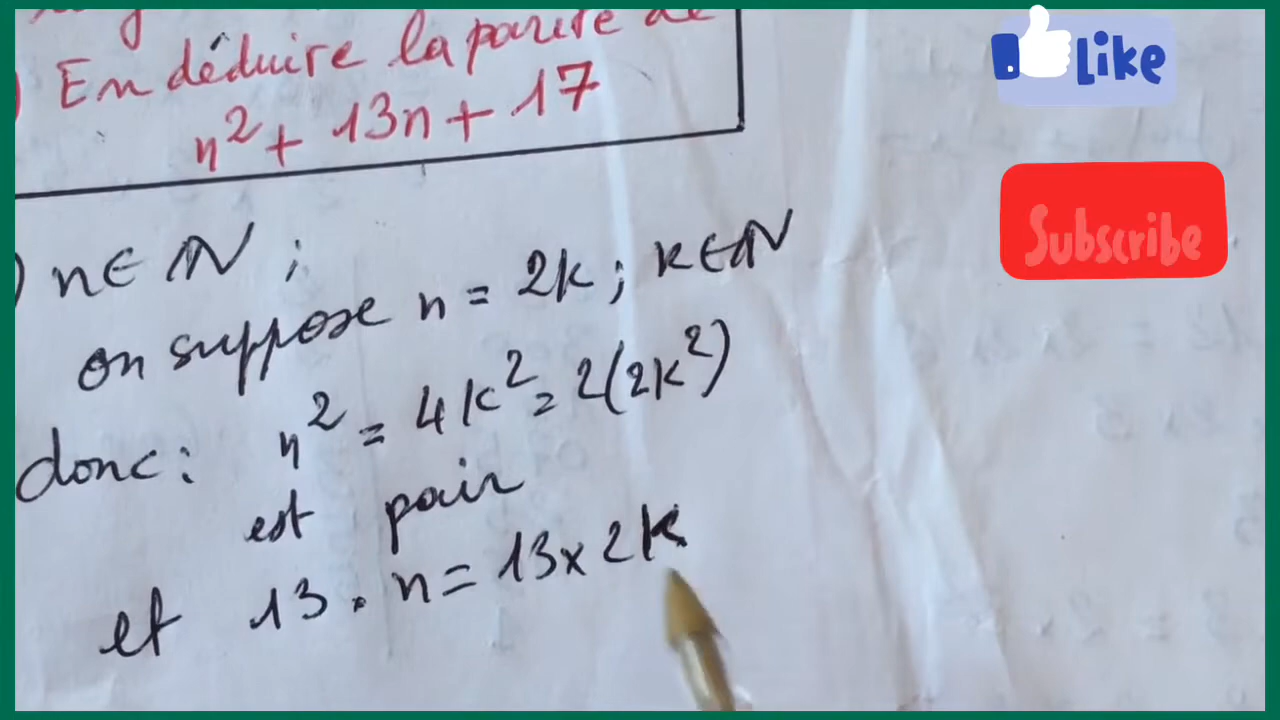 ) En déduire la parité de
n² + 13n + 17
) n ∈ ℕ ;
on suppose n = 2k ; k ∈ ℕ
donc : n² = 4k² = 2(2k²)
est pair
et 13 . n = 13 × 2k
Like
Subscribe